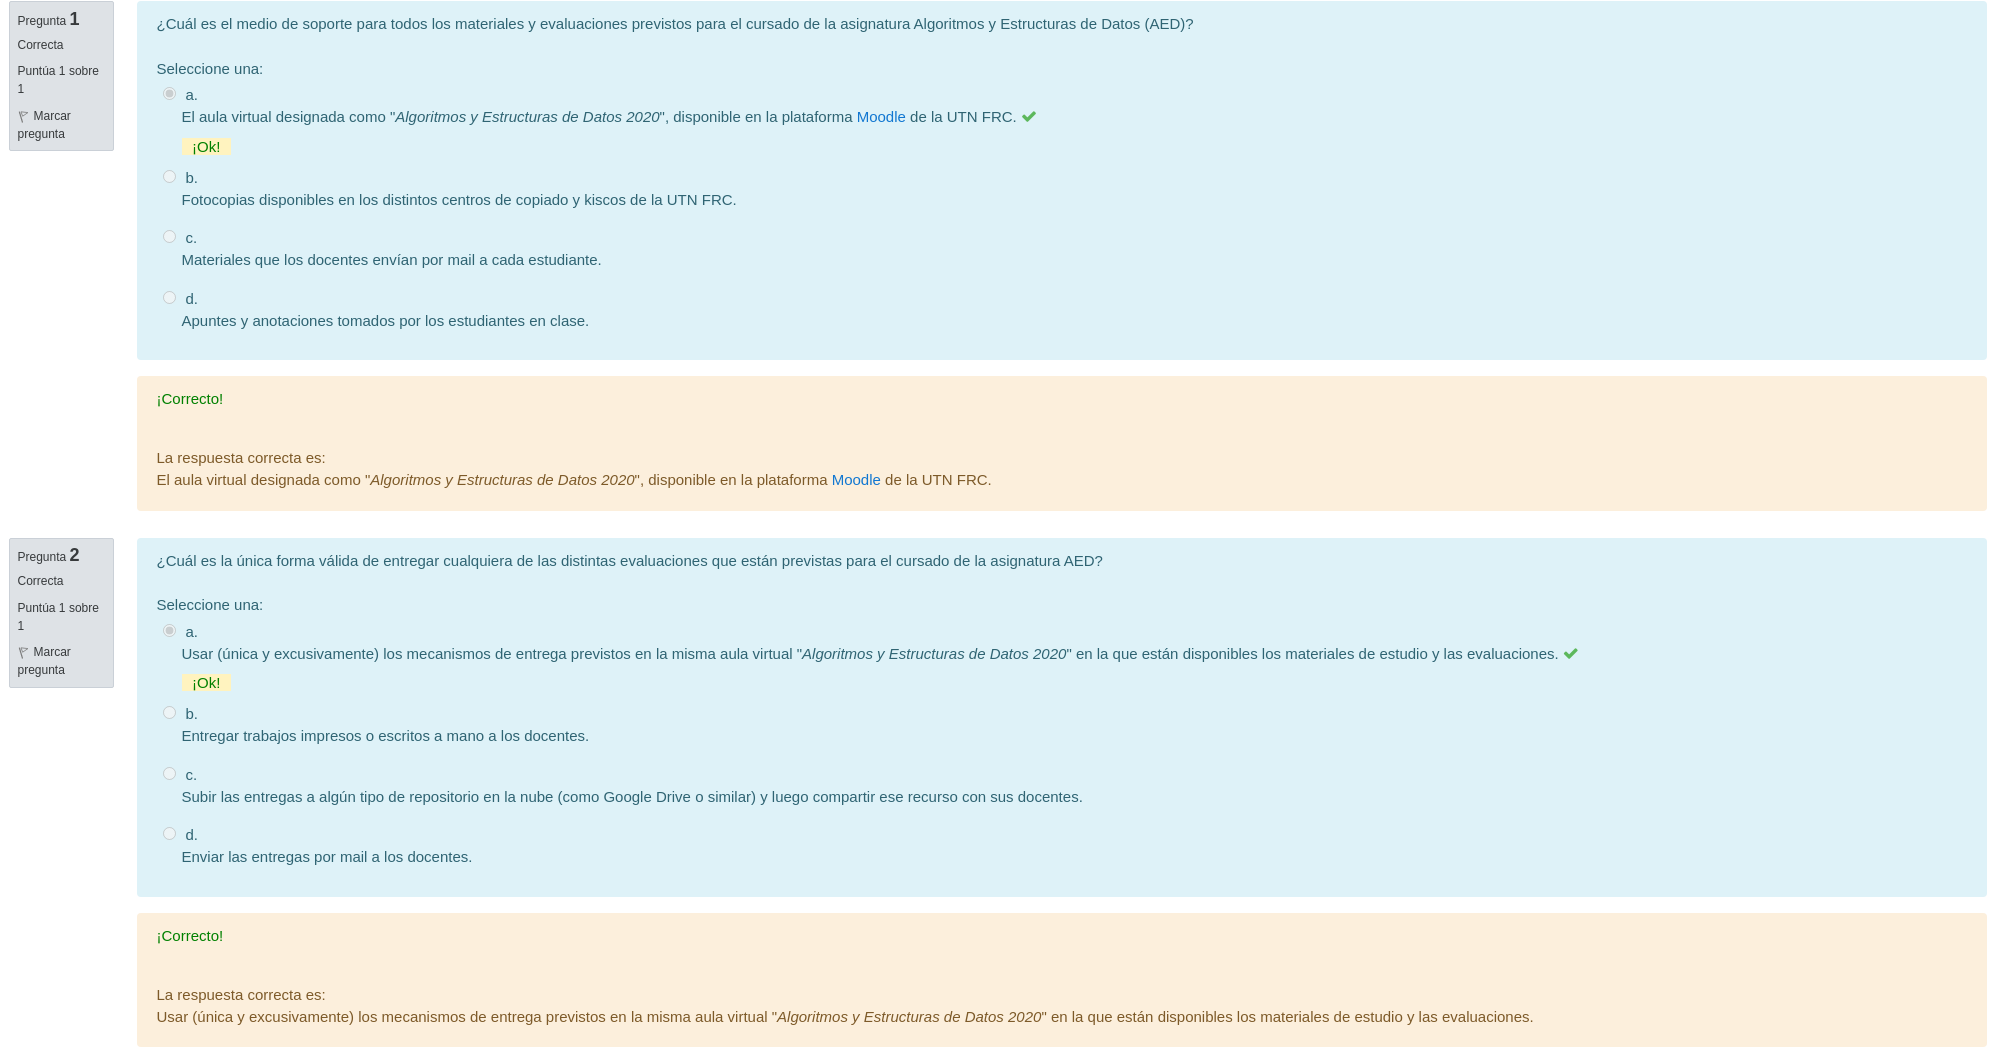 Pregunta 1
Correcta
Puntúa 1 sobre
1
Marcar
pregunta
¿Cuál es el medio de soporte para todos los materiales y evaluaciones previstos para el cursado de la asignatura Algoritmos y Estructuras de Datos (AED)?
Seleccione una:
a.
El aula virtual designada como "Algoritmos y Estructuras de Datos 2020", disponible en la plataforma Moodle de la UTN FRC.
¡Ok!
b.
Fotocopias disponibles en los distintos centros de copiado y kiscos de la UTN FRC.
c.
Materiales que los docentes envían por mail a cada estudiante.
d.
Apuntes y anotaciones tomados por los estudiantes en clase.
¡Correcto!
La respuesta correcta es:
El aula virtual designada como "Algoritmos y Estructuras de Datos 2020", disponible en la plataforma Moodle de la UTN FRC.
Pregunta 2
Correcta
Puntúa 1 sobre
1
Marcar
pregunta
¿Cuál es la única forma válida de entregar cualquiera de las distintas evaluaciones que están previstas para el cursado de la asignatura AED?
Seleccione una:
a.
Usar (única y excusivamente) los mecanismos de entrega previstos en la misma aula virtual "Algoritmos y Estructuras de Datos 2020" en la que están disponibles los materiales de estudio y las evaluaciones.
¡Ok!
b.
Entregar trabajos impresos o escritos a mano a los docentes.
c.
Subir las entregas a algún tipo de repositorio en la nube (como Google Drive o similar) y luego compartir ese recurso con sus docentes.
d.
Enviar las entregas por mail a los docentes.
¡Correcto!
La respuesta correcta es:
Usar (única y excusivamente) los mecanismos de entrega previstos en la misma aula virtual "Algoritmos y Estructuras de Datos 2020" en la que están disponibles los materiales de estudio y las evaluaciones.